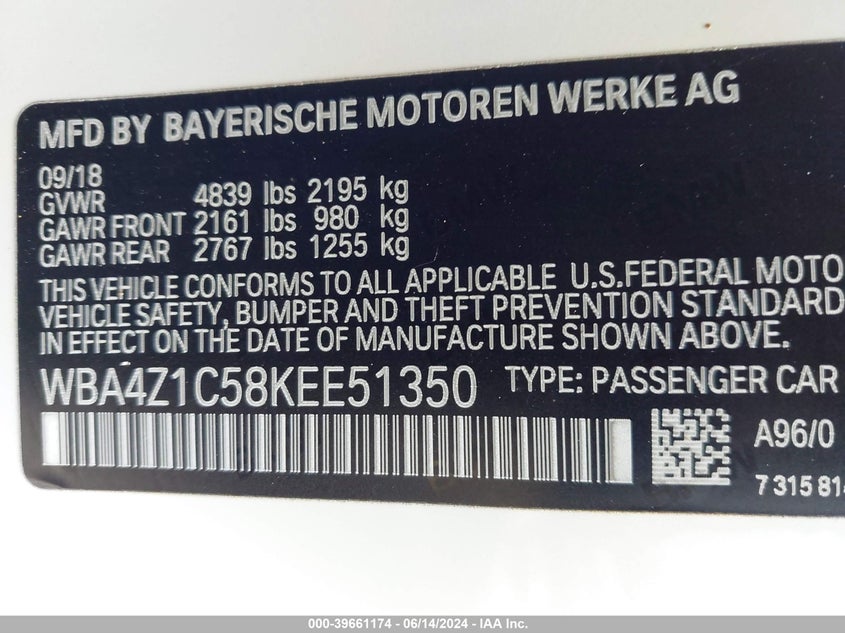 MFD BY BAYERISCHE MOTOREN WERKE AG
09/18
GVWR 4839 lbs 2195 kg
GAWR FRONT 2161 lbs 980 kg
GAWR REAR 2767 lbs 1255 kg
THIS VEHICLE CONFORMS TO ALL APPLICABLE U.S.FEDERAL MOTO
VEHICLE SAFETY, BUMPER AND THEFT PREVENTION STANDARD
IN EFFECT ON THE DATE OF MANUFACTURE SHOWN ABOVE.
WBA4Z1C58KEE51350 TYPE: PASSENGER CAR
A96/0
7 315 81
000-39661174 - 06/14/2024 - IAA Inc.